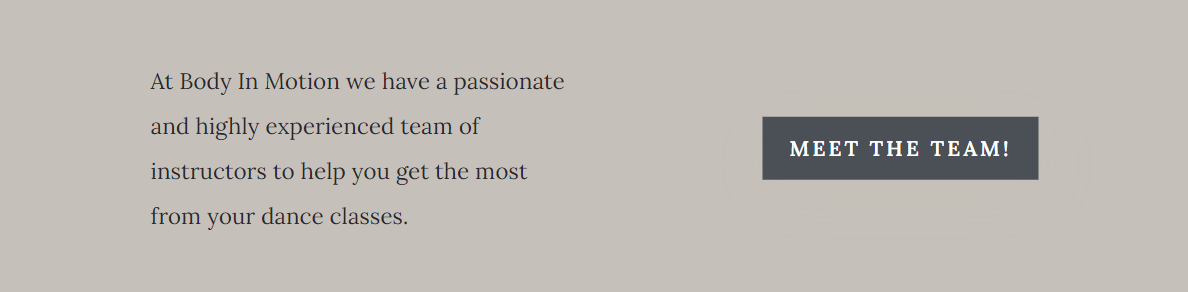 At Body In Motion we have a passionate
and highly experienced team of
instructors to help you get the most
from your dance classes.
MEET THE TEAM!